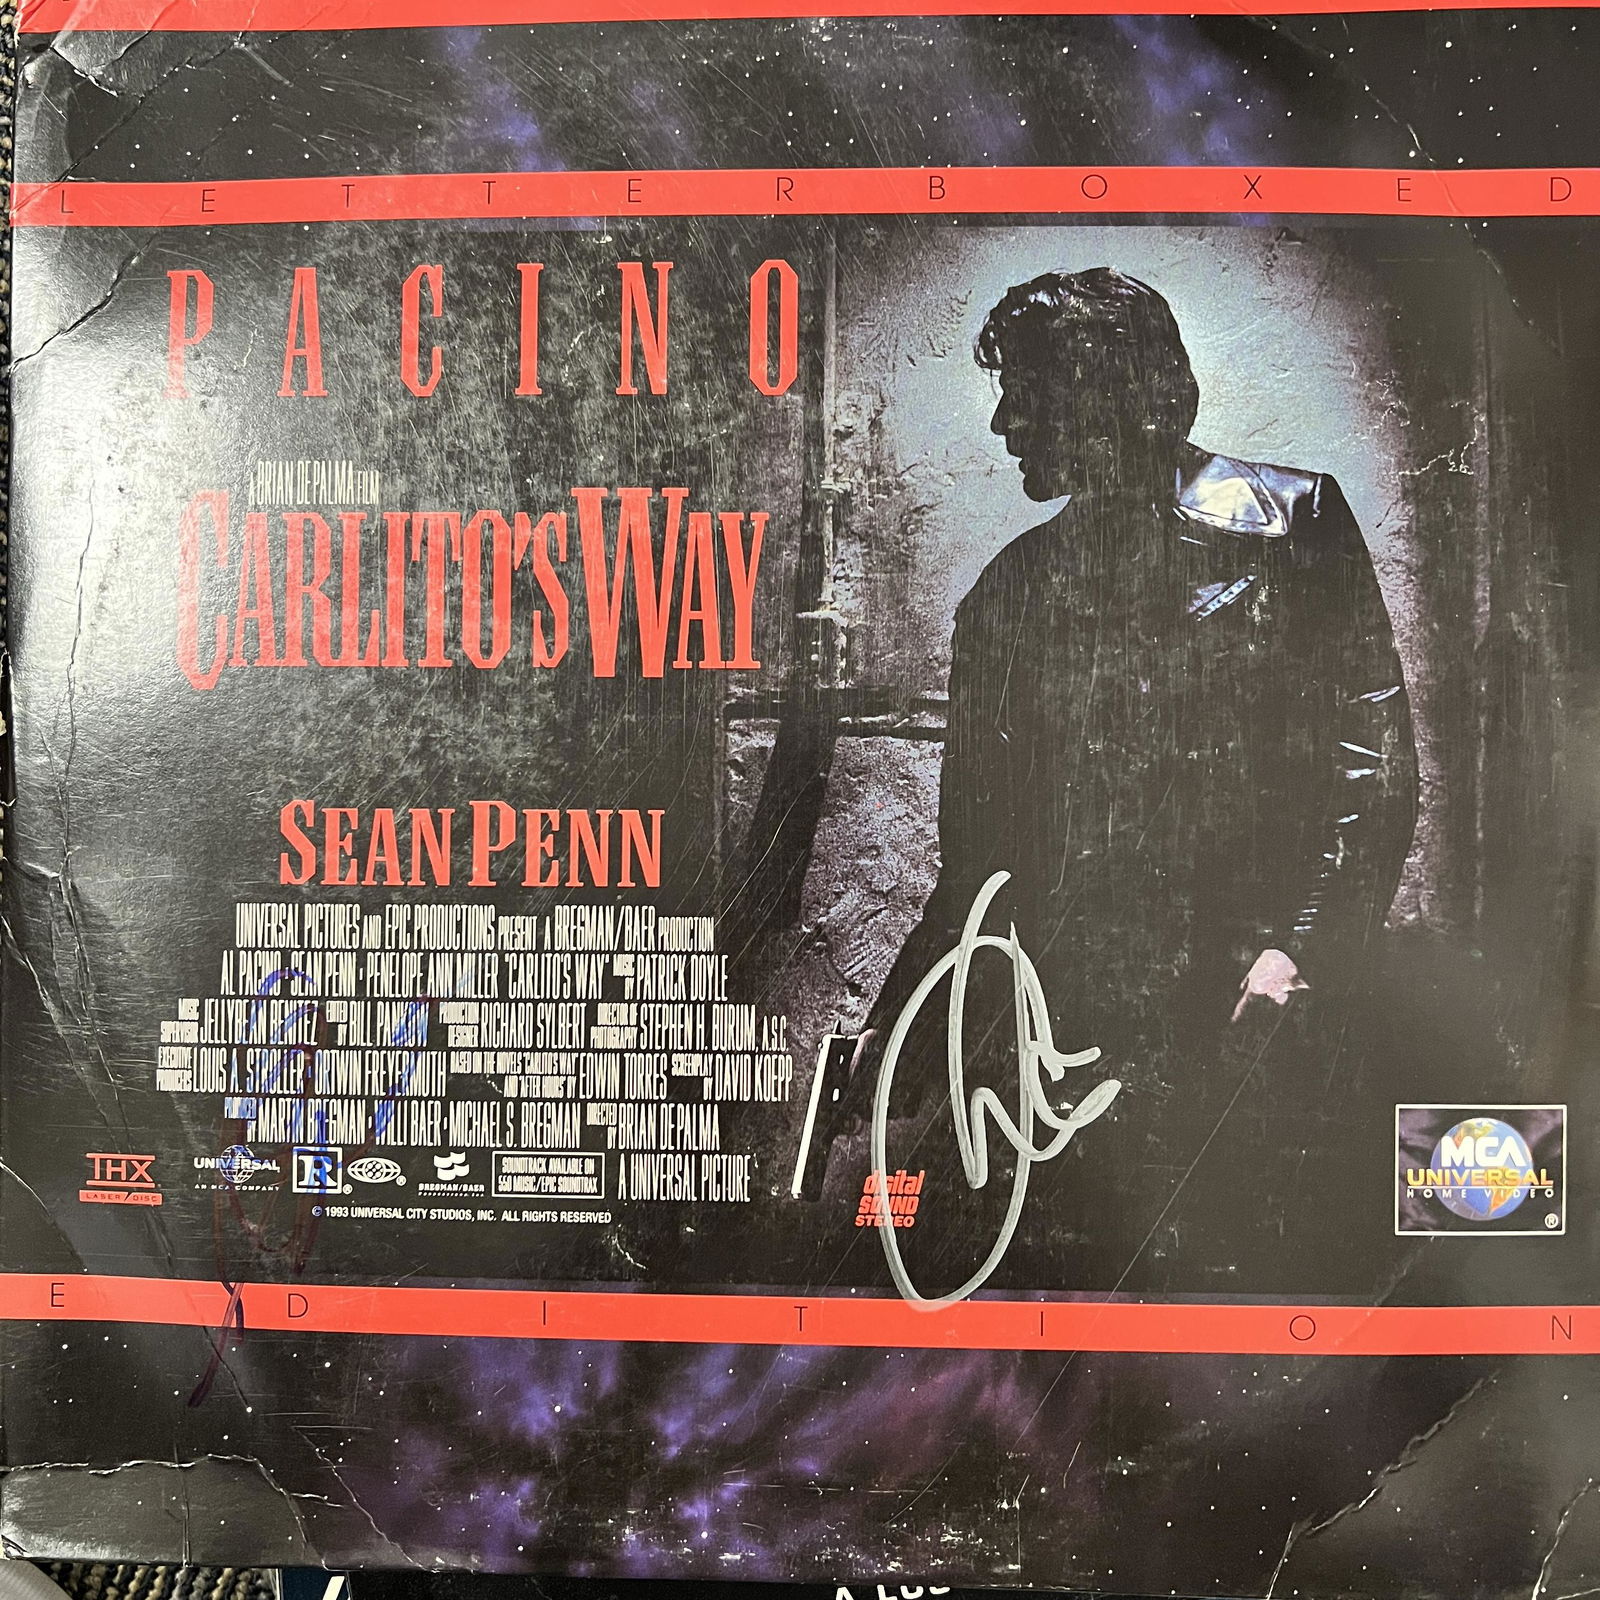 LETTERBOXED
PACINO
A BRIAN DE PALMA FILM
CARLITO'S WAY
SEAN PENN
UNIVERSAL PICTURES AND EPIC PRODUCTIONS PRESENT A BREGMAN/BAER PRODUCTION
AL PACINO · SEAN PENN · PENELOPE ANN MILLER "CARLITO'S WAY" MUSIC BY PATRICK DOYLE
MUSIC SUPERVISION JELLYBEAN BENITEZ EDITED BY BILL PANKOW PRODUCTION DESIGNER RICHARD SYLBERT DIRECTOR OF PHOTOGRAPHY STEPHEN H. BURUM, A.S.C.
EXECUTIVE PRODUCERS LOUIS A. STROLLER · ORTWIN FREYERMUTH BASED ON THE NOVELS "CARLITO'S WAY" AND "AFTER HOURS" BY EDWIN TORRES SCREENPLAY BY DAVID KOEPP
PRODUCED BY MARTIN BREGMAN · WILLI BAER · MICHAEL S. BREGMAN DIRECTED BY BRIAN DE PALMA
THX LASER/DISC
UNIVERSAL AN MCA COMPANY
R ®
®
BREGMAN/BAER PRODUCTIONS, INC.
SOUNDTRACK AVAILABLE ON 550 MUSIC/EPIC SOUNDTRAX
A UNIVERSAL PICTURE
© 1993 UNIVERSAL CITY STUDIOS, INC. ALL RIGHTS RESERVED
digital
SOUND
STEREO
MCA
UNIVERSAL
HOME VIDEO
®
EDITION